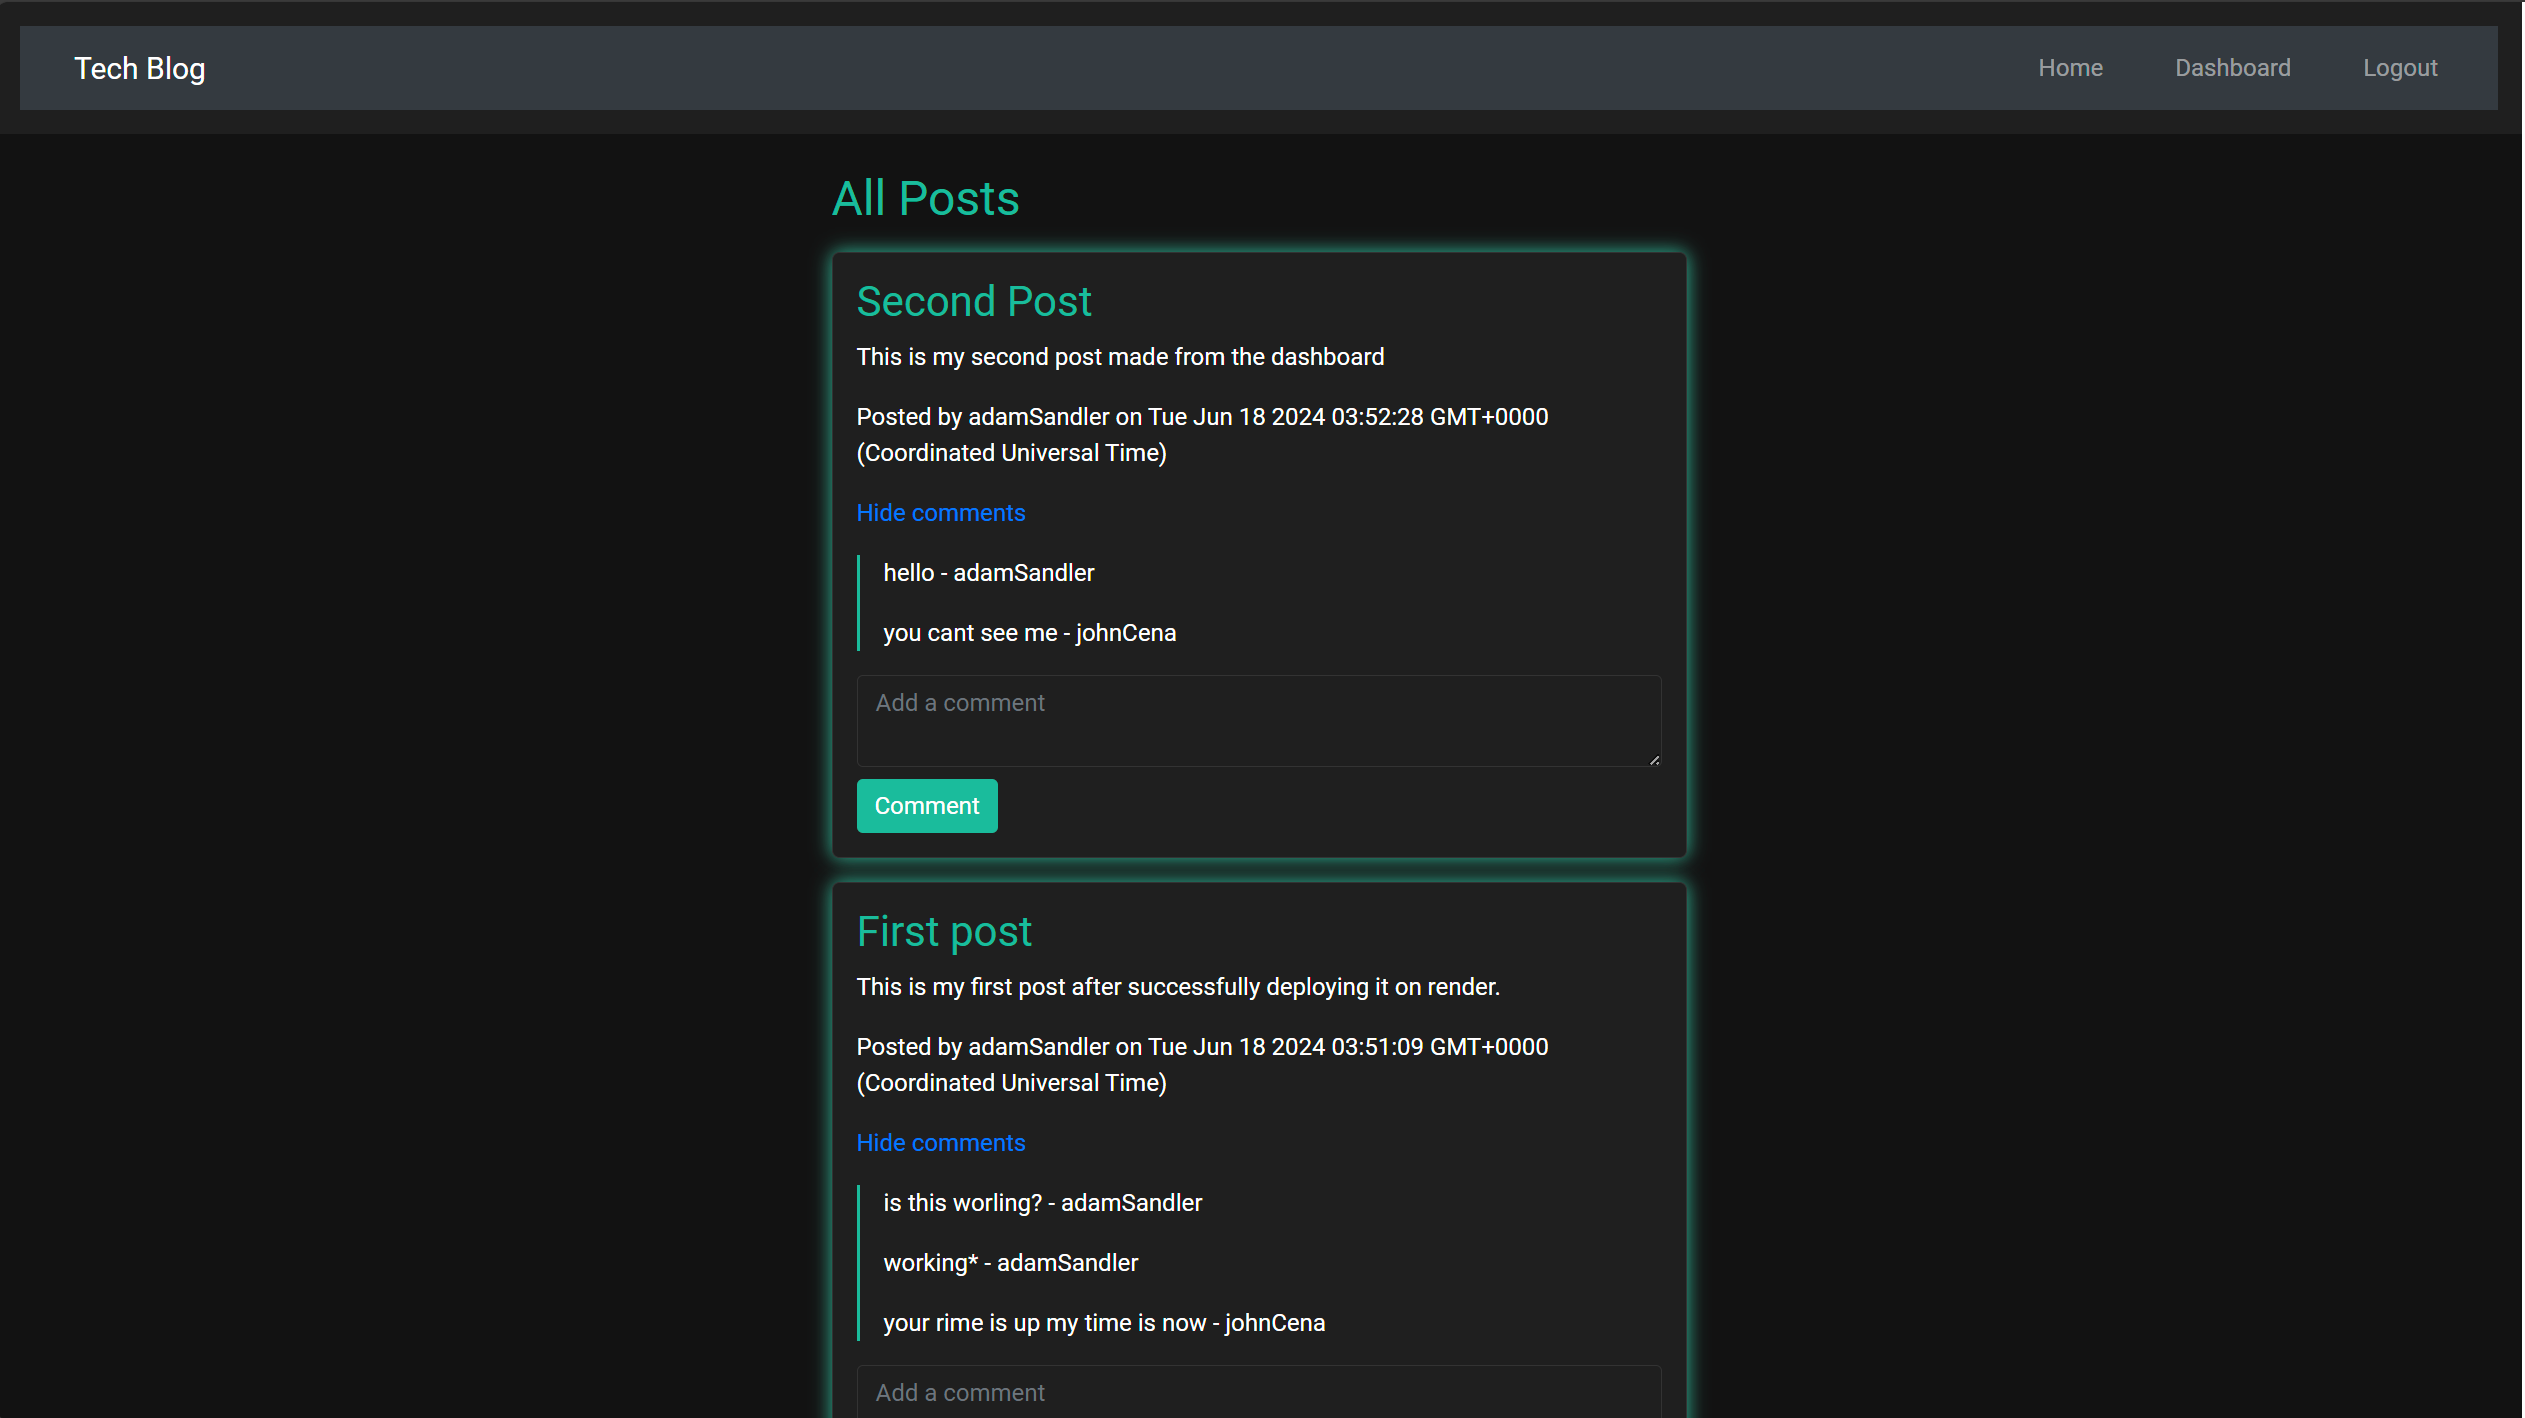 Tech Blog
Home
Dashboard
Logout
All Posts
Second Post
This is my second post made from the dashboard
Posted by adamSandler on Tue Jun 18 2024 03:52:28 GMT+0000
(Coordinated Universal Time)
Hide comments
hello - adamSandler
you cant see me - johnCena
Add a comment
Comment
First post
This is my first post after successfully deploying it on render.
Posted by adamSandler on Tue Jun 18 2024 03:51:09 GMT+0000
(Coordinated Universal Time)
Hide comments
is this worling? - adamSandler
working* - adamSandler
your rime is up my time is now - johnCena
Add a comment